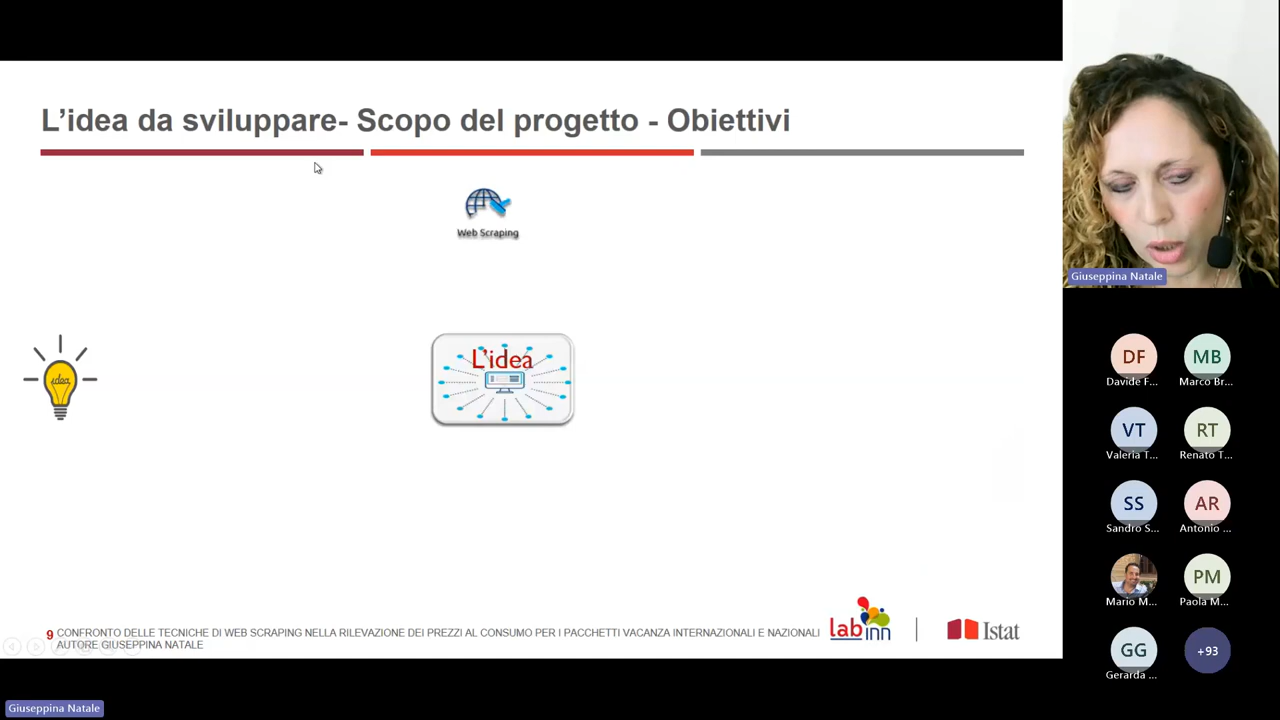 L'idea da sviluppare- Scopo del progetto - Obiettivi
Web Scraping
idea
L'idea
9 CONFRONTO DELLE TECNICHE DI WEB SCRAPING NELLA RILEVAZIONE DEI PREZZI AL CONSUMO PER I PACCHETTI VACANZA INTERNAZIONALI E NAZIONALI
AUTORE GIUSEPPINA NATALE
lab inn
Istat
Giuseppina Natale
DF
Davide F...
MB
Marco Br...
VT
Valeria T...
RT
Renato T...
SS
Sandro S...
AR
Antonio ...
Mario M...
PM
Paola M...
GG
Gerarda ...
+93
Giuseppina Natale